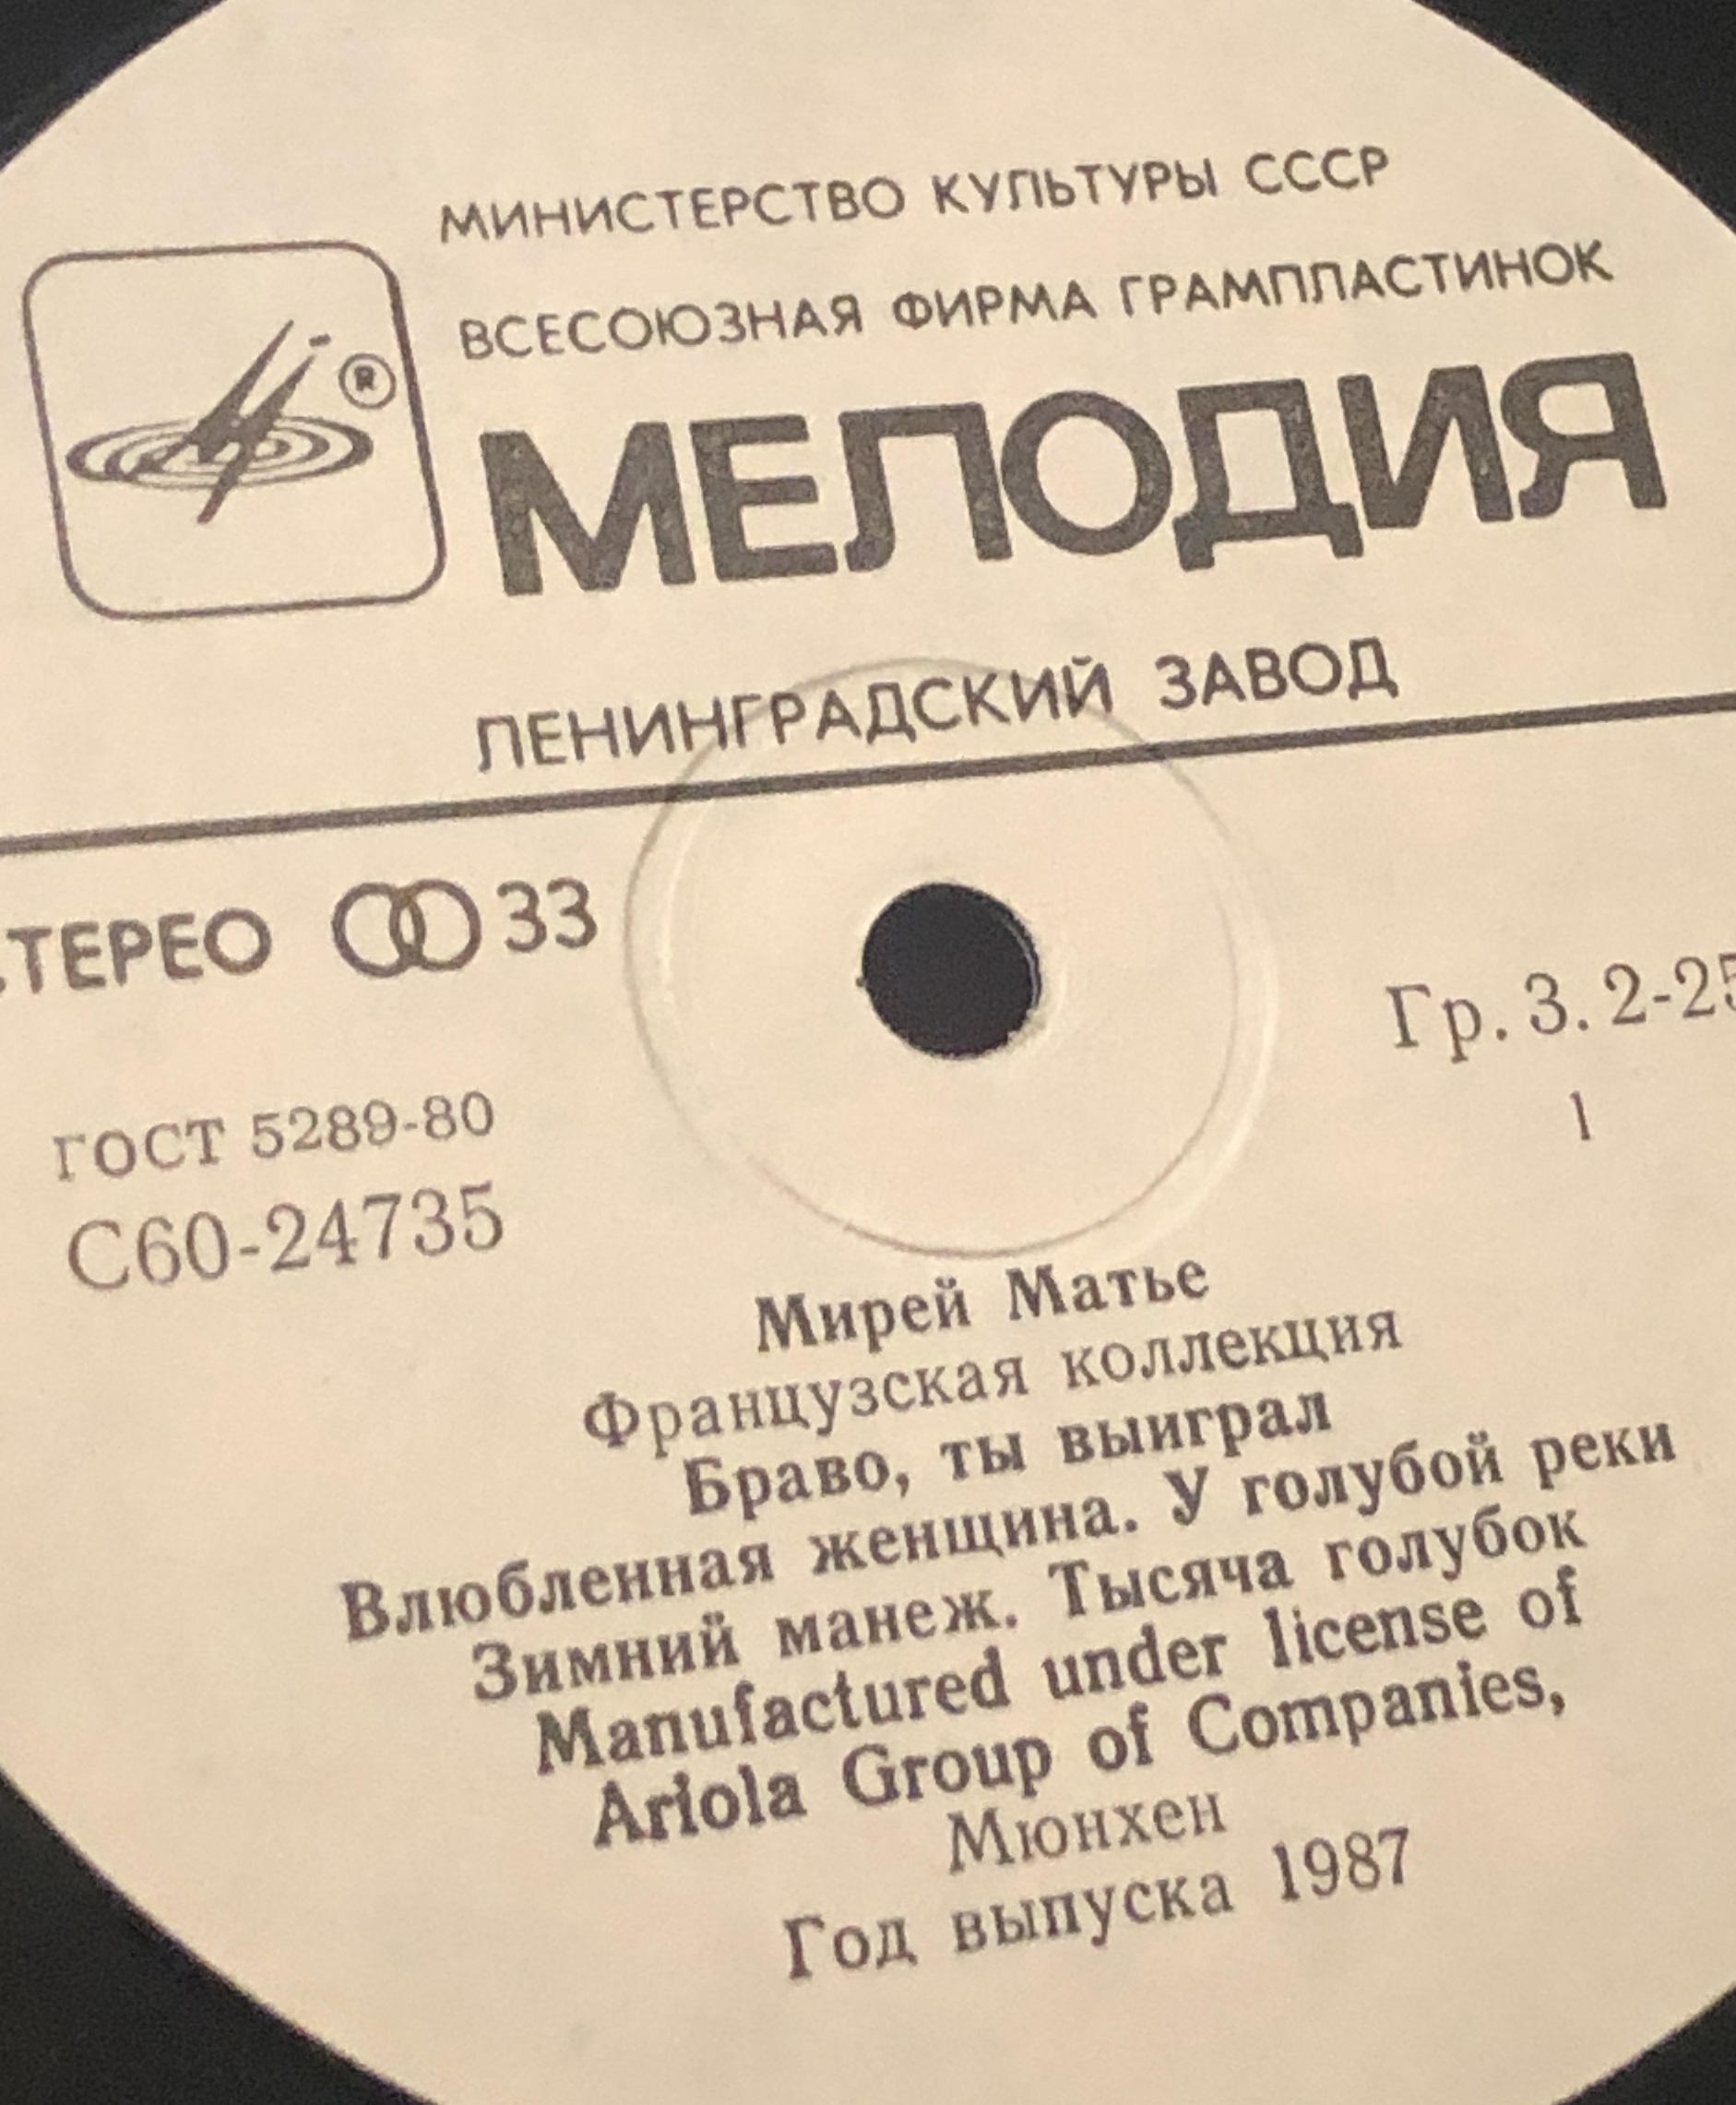 МИНИСТЕРСТВО КУЛЬТУРЫ СССР
ВСЕСОЮЗНАЯ ФИРМА ГРАМПЛАСТИНОК
®
МЕЛОДИЯ
ЛЕНИНГРАДСКИЙ ЗАВОД
СТЕРЕО 33
Гр. 3. 2-25
ГОСТ 5289-80
1
С60-24735
Мирей Матье
Французская коллекция
Браво, ты выиграл
Влюбленная женщина. У голубой реки
Зимний манеж. Тысяча голубок
Manufactured under license of
Ariola Group of Companies,
Мюнхен
Год выпуска 1987